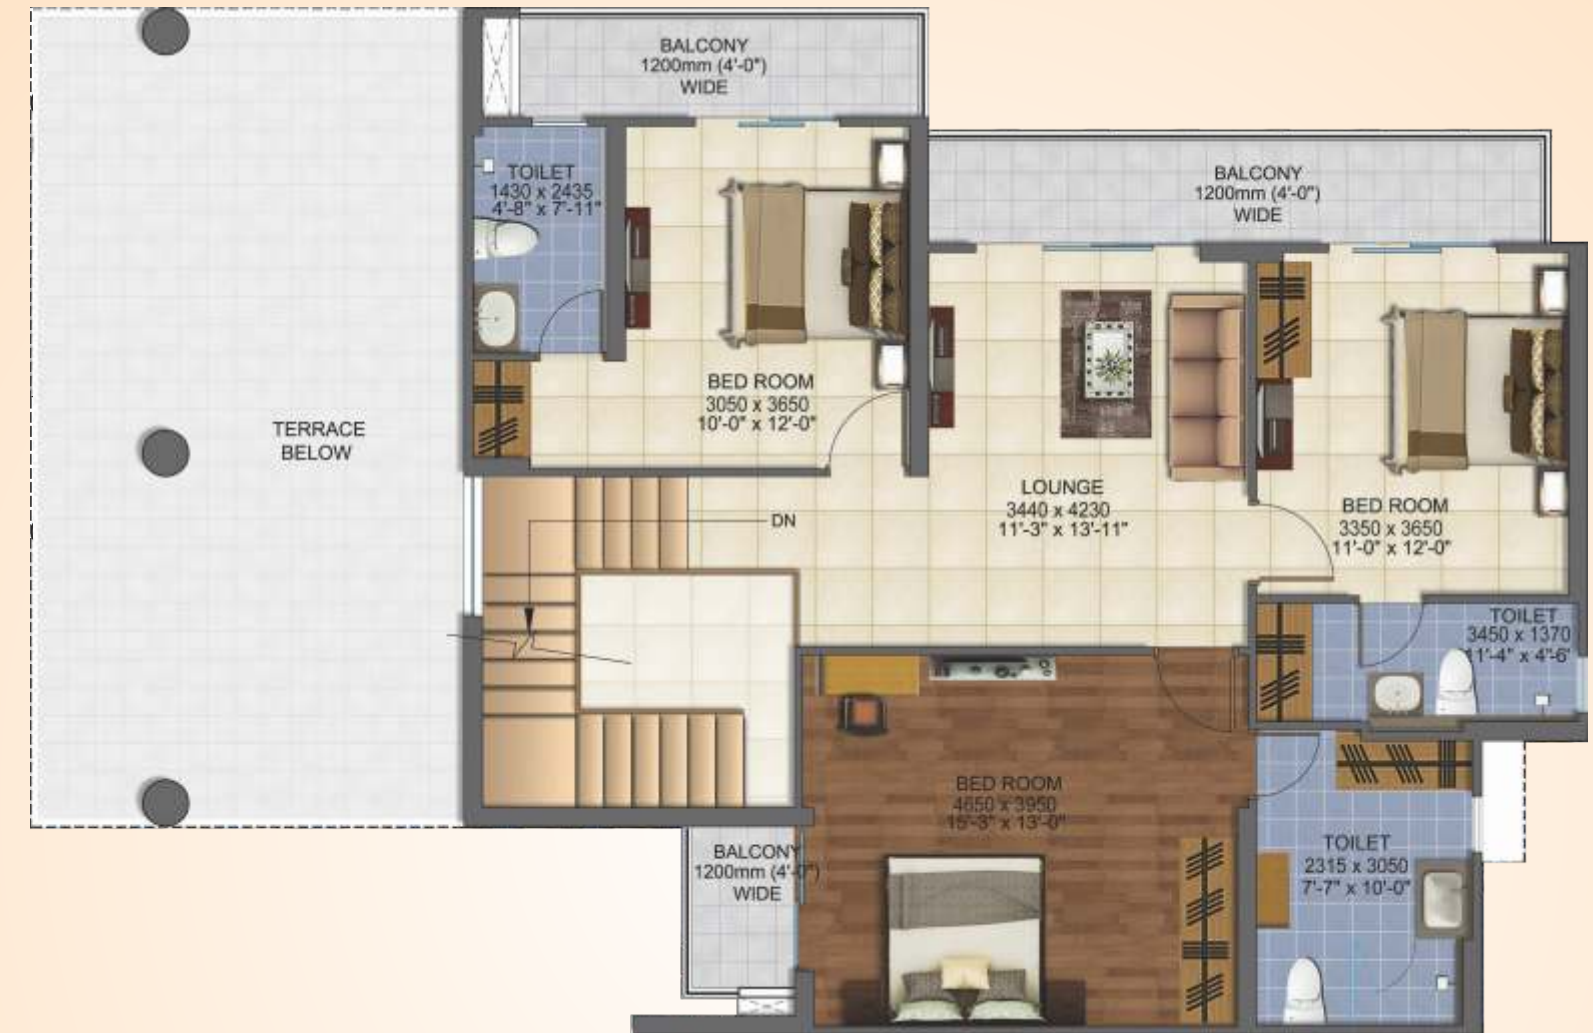 BALCONY
1200mm (4'-0")
WIDE
BALCONY
1200mm (4'-0")
WIDE
TOILET
1430 x 2435
4'-8" x 7'-11"
BED ROOM
3050 x 3650
10'-0" x 12'-0"
TERRACE
BELOW
LOUNGE
3440 x 4230
11'-3" x 13'-11"
BED ROOM
3350 x 3650
11'-0" x 12'-0"
DN
TOILET
3450 x 1370
11'-4" x 4'-6'
BED ROOM
4650 x 3950
15'-3" x 13'-0"
BALCONY
1200mm (4'-0")
WIDE
TOILET
2315 x 3050
7'-7" x 10'-0"